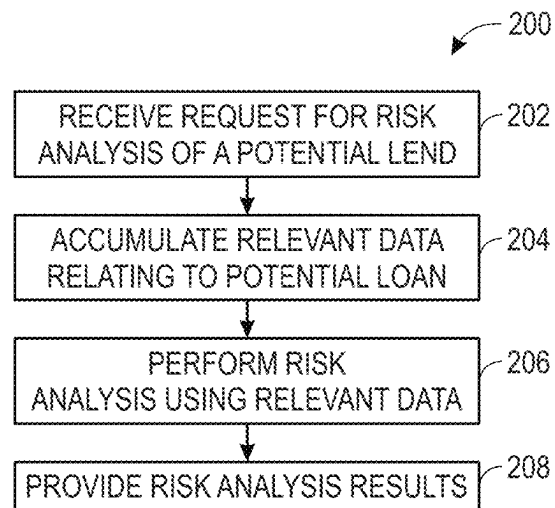 200
RECEIVE REQUEST FOR RISK
ANALYSIS OF A POTENTIAL LEND
202
ACCUMULATE RELEVANT DATA
RELATING TO POTENTIAL LOAN
204
PERFORM RISK
ANALYSIS USING RELEVANT DATA
206
PROVIDE RISK ANALYSIS RESULTS
208